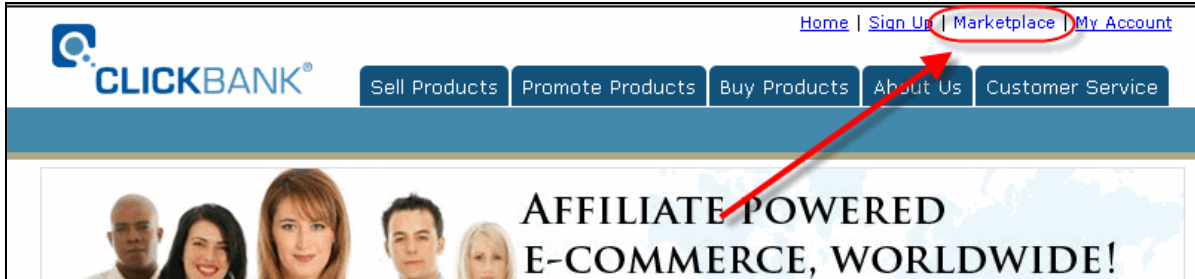 Home | Sign Up | Marketplace | My Account
CLICKBANK®
Sell Products Promote Products Buy Products About Us Customer Service
AFFILIATE POWERED
E-COMMERCE, WORLDWIDE!